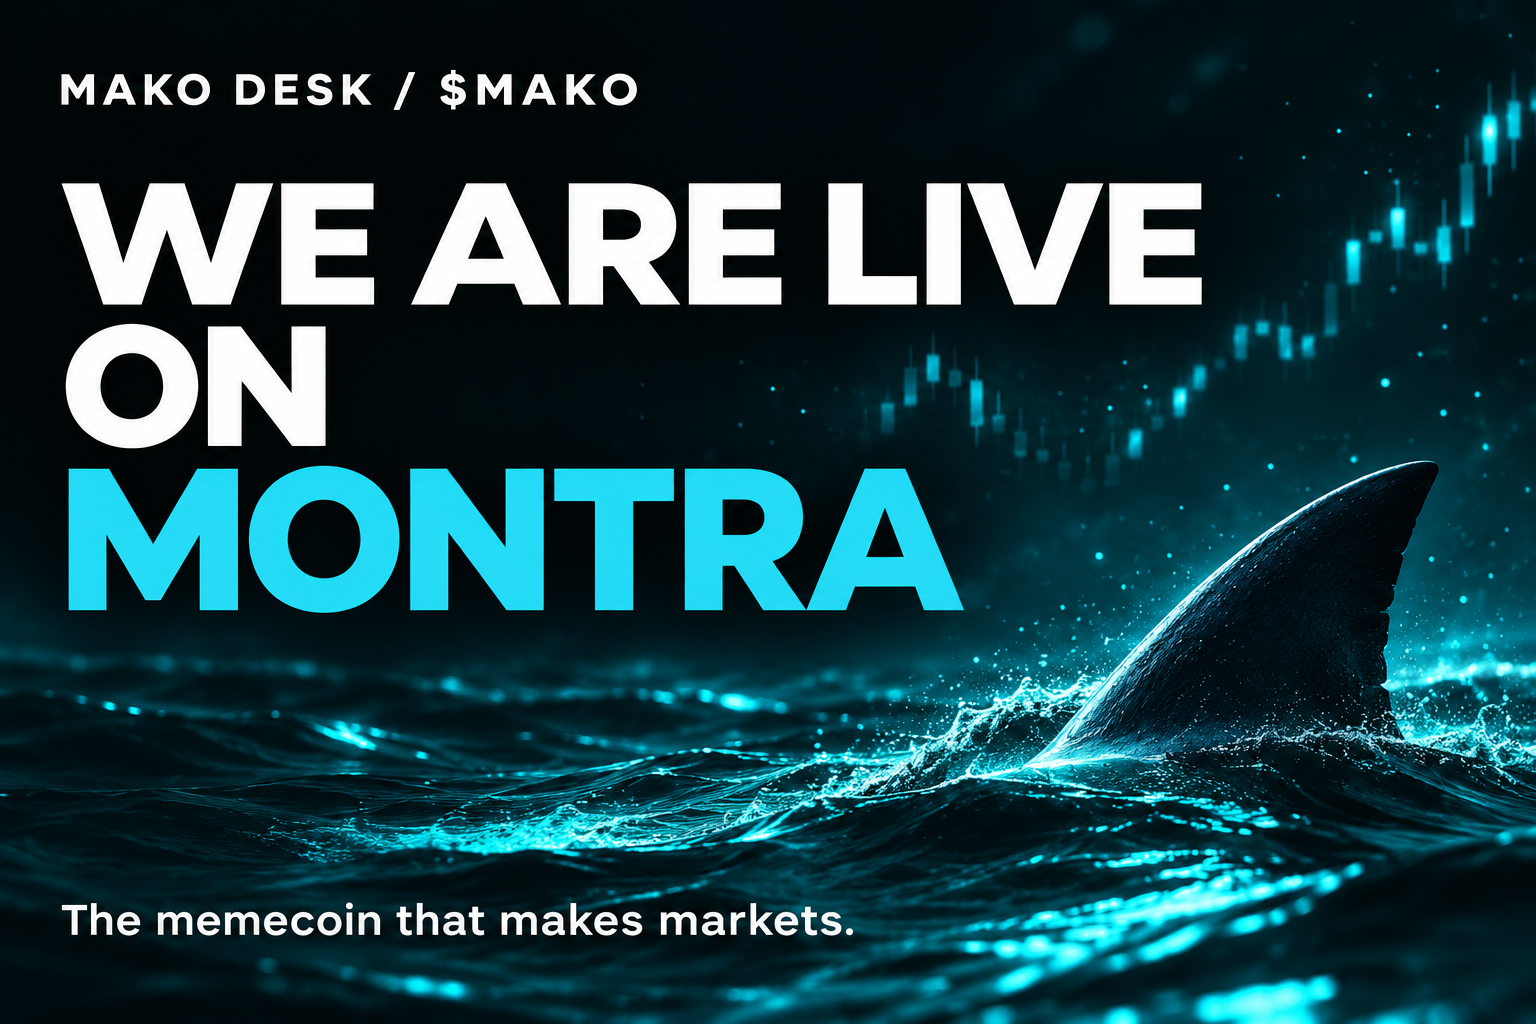 MAKO DESK / $MAKO
WE ARE LIVE
ON
MONTRA
The memecoin that makes markets.